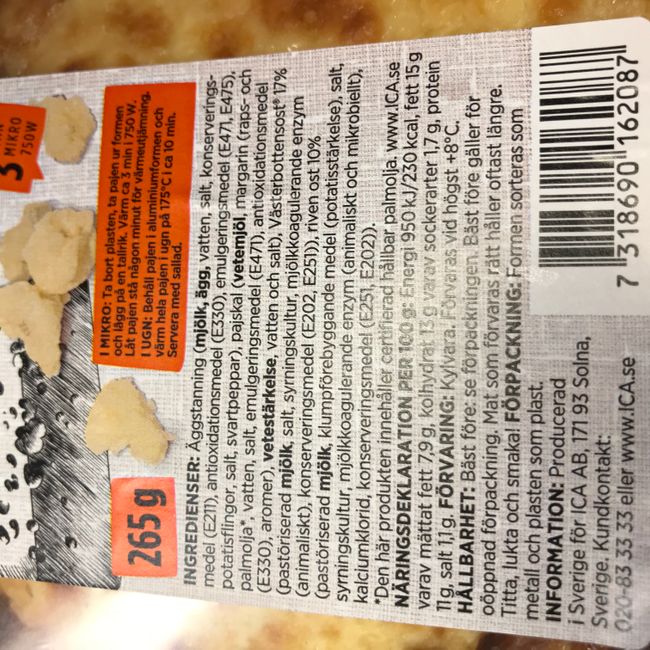 3
MIKRO
750W
I MIKRO: Ta bort plasten, ta pajen ur formen
och lägg på en tallrik. Värm ca 3 min i 750 W.
Låt pajen stå någon minut för värmeutjämning.
I UGN: Behåll pajen i aluminiumformen och
värm hela pajen i ugn på 175°C i ca 10 min.
Servera med sallad.
265g
INGREDIENSER: Äggstanning (mjölk, ägg, vatten, salt, konserverings-
medel (E211), antioxidationsmedel (E330), emulgeringsmedel (E471, E475),
potatisflingor, salt, svartpeppar), pajskal (vetemjöl, margarin (raps- och
palmolja*, vatten, salt, emulgeringsmedel (E471), antioxidationsmedel
(E330), aromer), vetestärkelse, vatten och salt), Västerbottensost® 17%
(pastöriserad mjölk, salt, syrningskultur, mjölkkoagulerande enzym
(animaliskt), konserveringsmedel (E202, E251)), riven ost 10%
(pastöriserad mjölk, klumpförebyggande medel (potatisstärkelse), salt,
syrningskultur, mjölkkoagulerande enzym (animaliskt och mikrobiellt),
kalciumklorid, konserveringsmedel (E251, E202)).
*Den här produkten innehåller certifierad hållbar palmolja, www.ICA.se
NÄRINGSDEKLARATION PER 100 g: Energi 950 kJ/230 kcal, fett 15 g
varav mättat fett 7,9 g, kolhydrat 13 g varav sockerarter 1,7 g, protein
11 g, salt 1,1 g. FÖRVARING: Kylvara. Förvaras vid högst +8°C.
HÅLLBARHET: Bäst före: se förpackningen. Bäst före gäller för
oöppnad förpackning. Mat som förvaras rätt håller oftast längre.
Titta, lukta och smaka! FÖRPACKNING: Formen sorteras som
metall och plasten som plast.
INFORMATION: Producerad
i Sverige för ICA AB, 171 93 Solna,
Sverige. Kundkontakt:
020-83 33 33 eller www.ICA.se
7 318690 162087